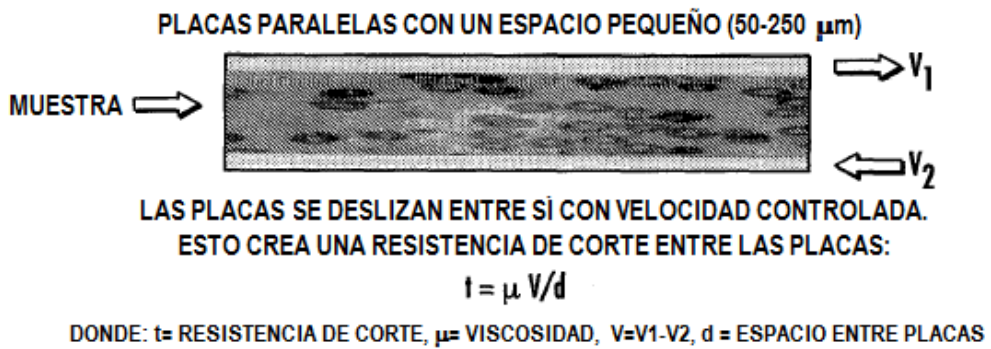 PLACAS PARALELAS CON UN ESPACIO PEQUEÑO (50-250 μm)
V1
MUESTRA
V2
LAS PLACAS SE DESLIZAN ENTRE SÌ CON VELOCIDAD CONTROLADA.
ESTO CREA UNA RESISTENCIA DE CORTE ENTRE LAS PLACAS:
t = μ V/d
DONDE: t= RESISTENCIA DE CORTE, μ= VISCOSIDAD, V=V1-V2, d = ESPACIO ENTRE PLACAS